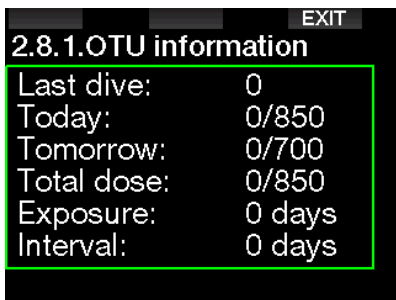 EXIT
2.8.1.OTU information
Last dive: 0
Today: 0/850
Tomorrow: 0/700
Total dose: 0/850
Exposure: 0 days
Interval: 0 days